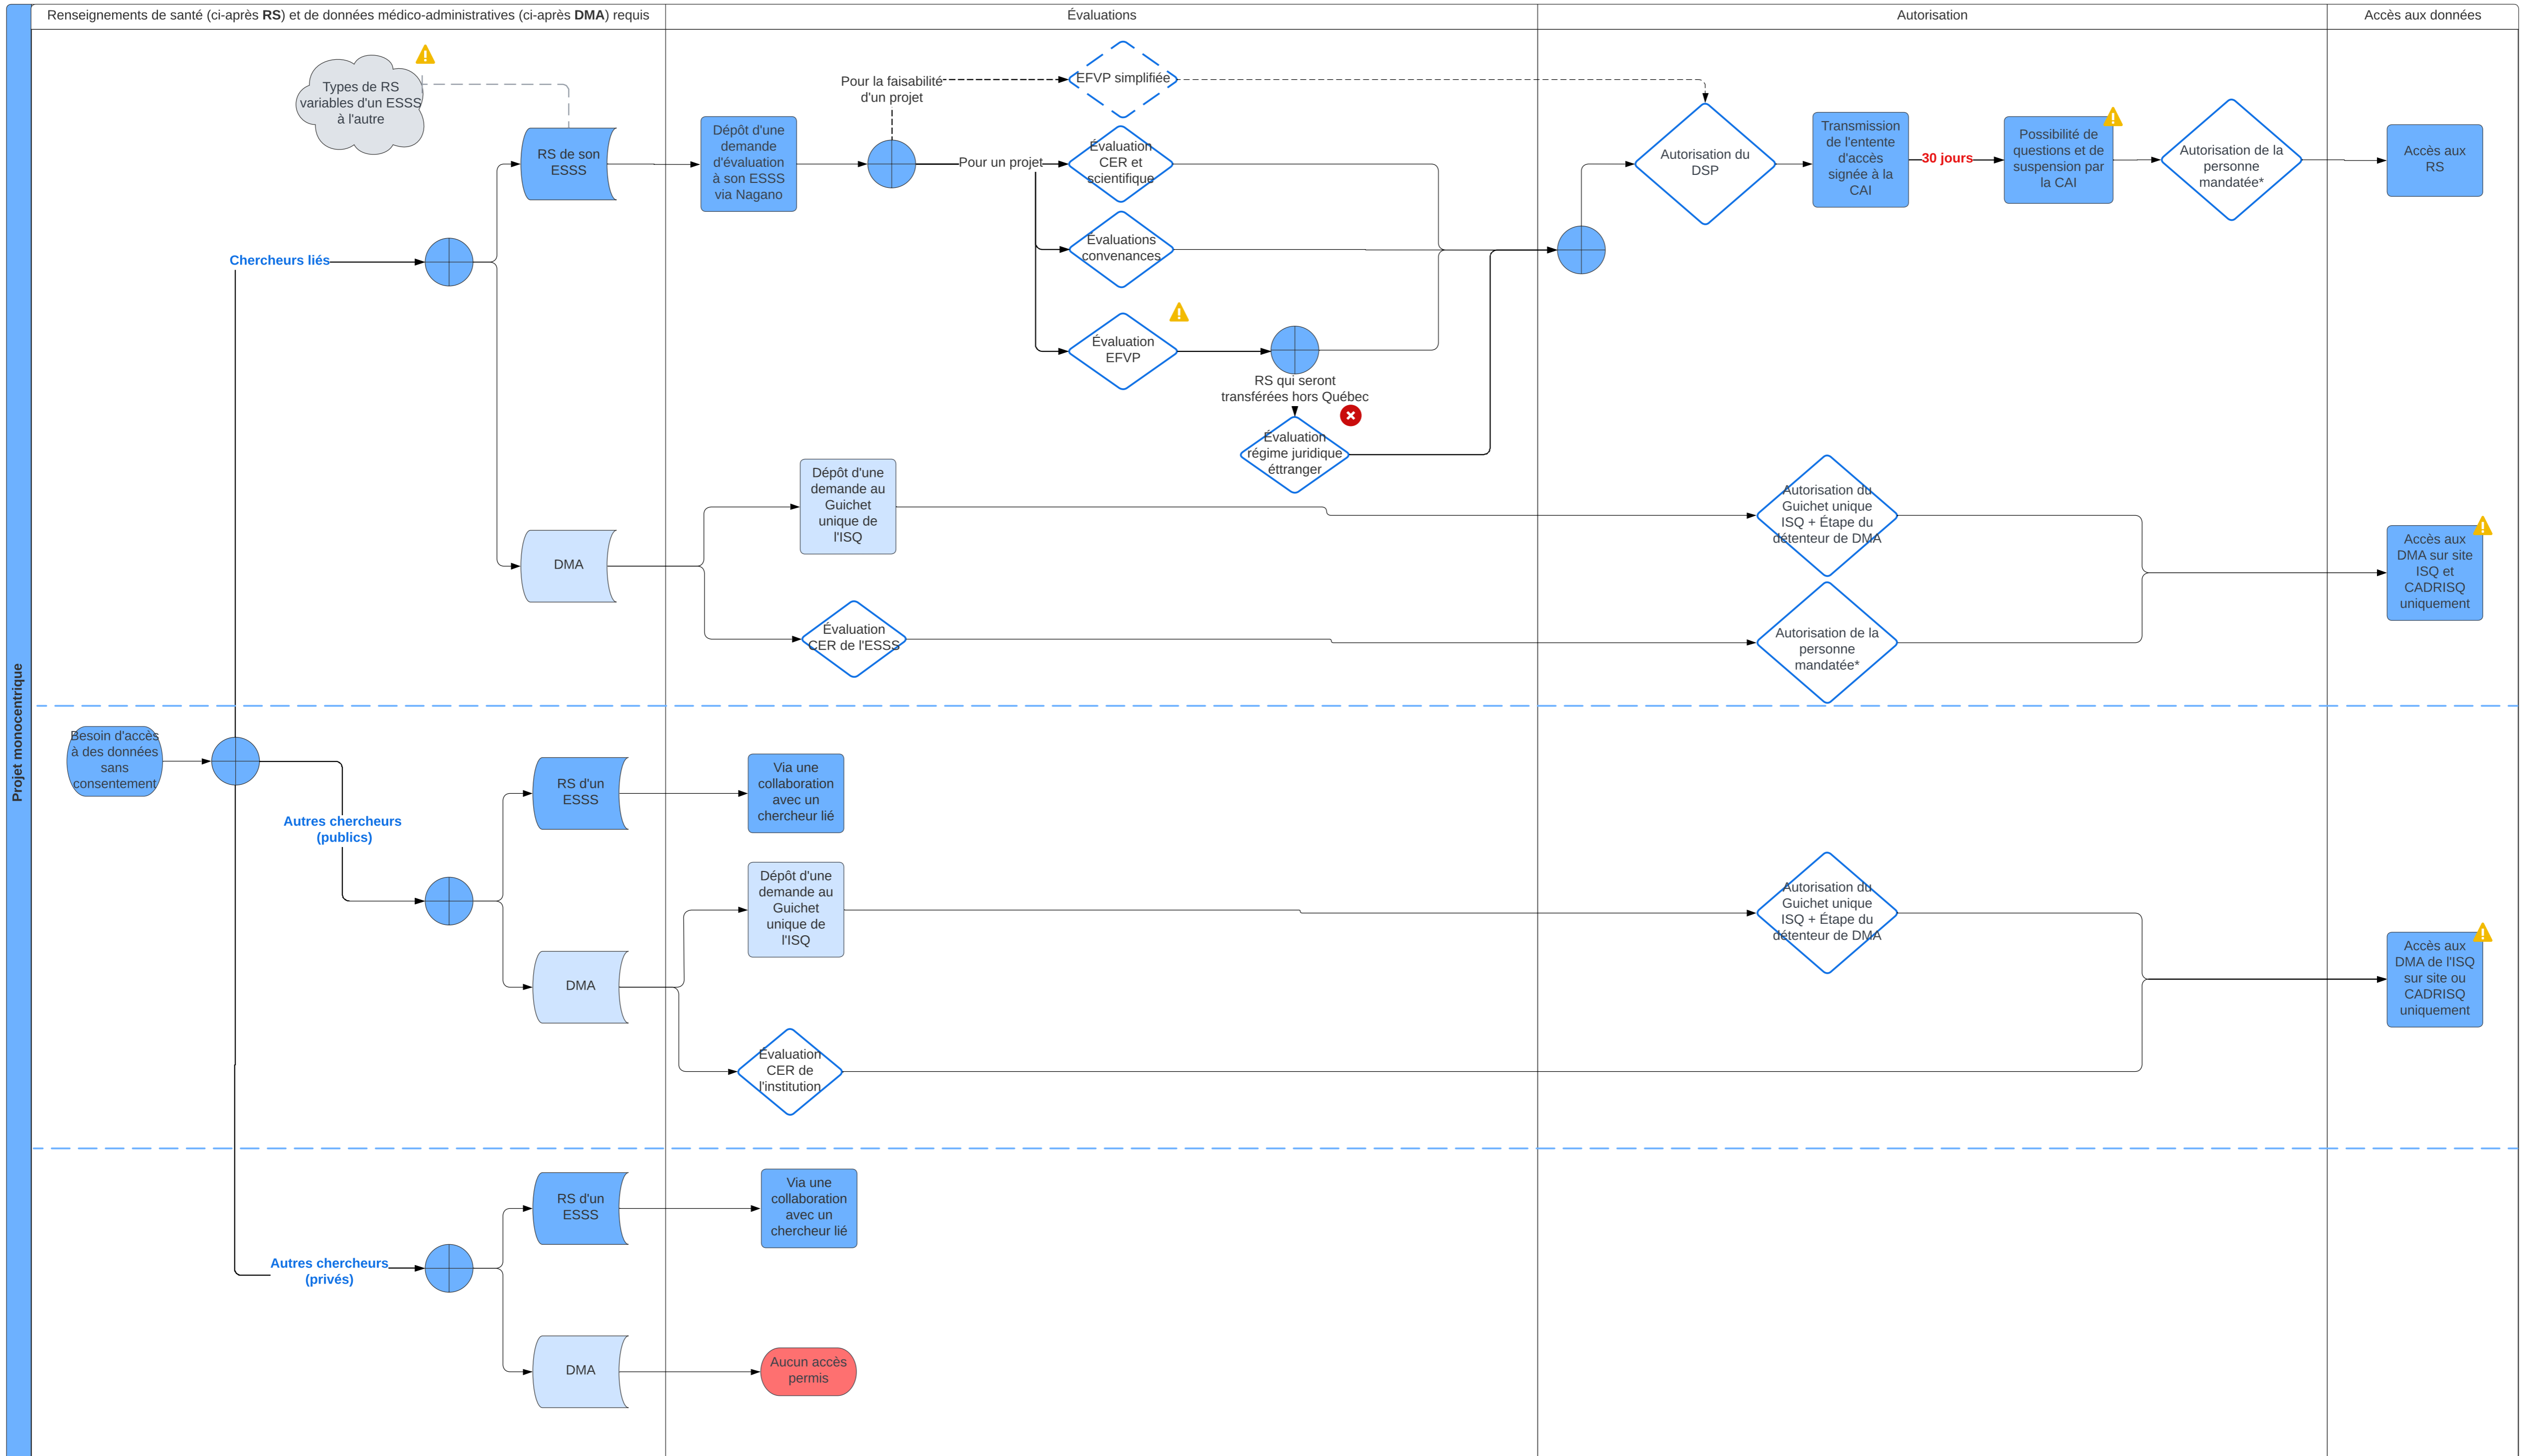 Renseignements de santé (ci-après RS) et de données médico-administratives (ci-après DMA) requis
Évaluations
Autorisation
Accès aux données
Projet monocentrique
Types de RS
variables d'un ESSS
à l'autre
RS de son
ESSS
Dépôt d'une
demande
d'évaluation
à son ESSS
via Nagano
Pour la faisabilité
d'un projet
EFVP simplifiée
Pour un projet
Évaluation
CER et
scientifique
Évaluations
convenances
Évaluation
EFVP
RS qui seront
transférées hors Québec
Évaluation
régime juridique
éttranger
Autorisation du
DSP
Transmission
de l'entente
d'accès
signée à la
CAI
30 jours
Possibilité de
questions et de
suspension par
la CAI
Autorisation de la
personne
mandatée*
Accès aux
RS
Chercheurs liés
DMA
Dépôt d'une
demande au
Guichet
unique de
l'ISQ
Évaluation
CER de l'ESSS
Autorisation du
Guichet unique
ISQ + Étape du
détenteur de DMA
Autorisation de la
personne
mandatée*
Accès aux
DMA sur site
ISQ et
CADRISQ
uniquement
Besoin d'accès
à des données
sans
consentement
Autres chercheurs
(publics)
RS d'un
ESSS
Via une
collaboration
avec un
chercheur lié
DMA
Dépôt d'une
demande au
Guichet
unique de
l'ISQ
Évaluation
CER de
l'institution
Autorisation du
Guichet unique
ISQ + Étape du
détenteur de DMA
Accès aux
DMA de l'ISQ
sur site ou
CADRISQ
uniquement
Autres chercheurs
(privés)
RS d'un
ESSS
Via une
collaboration
avec un
chercheur lié
DMA
Aucun accès
permis